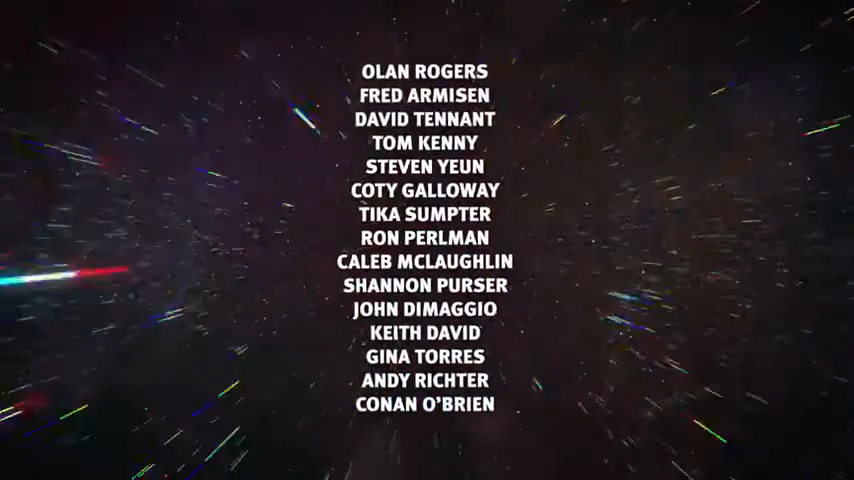 OLAN ROGERS
FRED ARMISEN
DAVID TENNANT
TOM KENNY
STEVEN YEUN
COTY GALLOWAY
TIKA SUMPTER
RON PERLMAN
CALEB MCLAUGHLIN
SHANNON PURSER
JOHN DIMAGGIO
KEITH DAVID
GINA TORRES
ANDY RICHTER
CONAN O'BRIEN